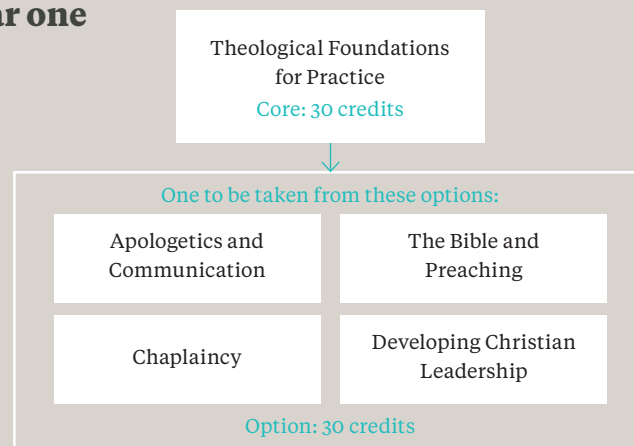 ar one
Theological Foundations
for Practice
Core: 30 credits
One to be taken from these options:
Apologetics and
Communication
The Bible and
Preaching
Chaplaincy
Developing Christian
Leadership
Option: 30 credits